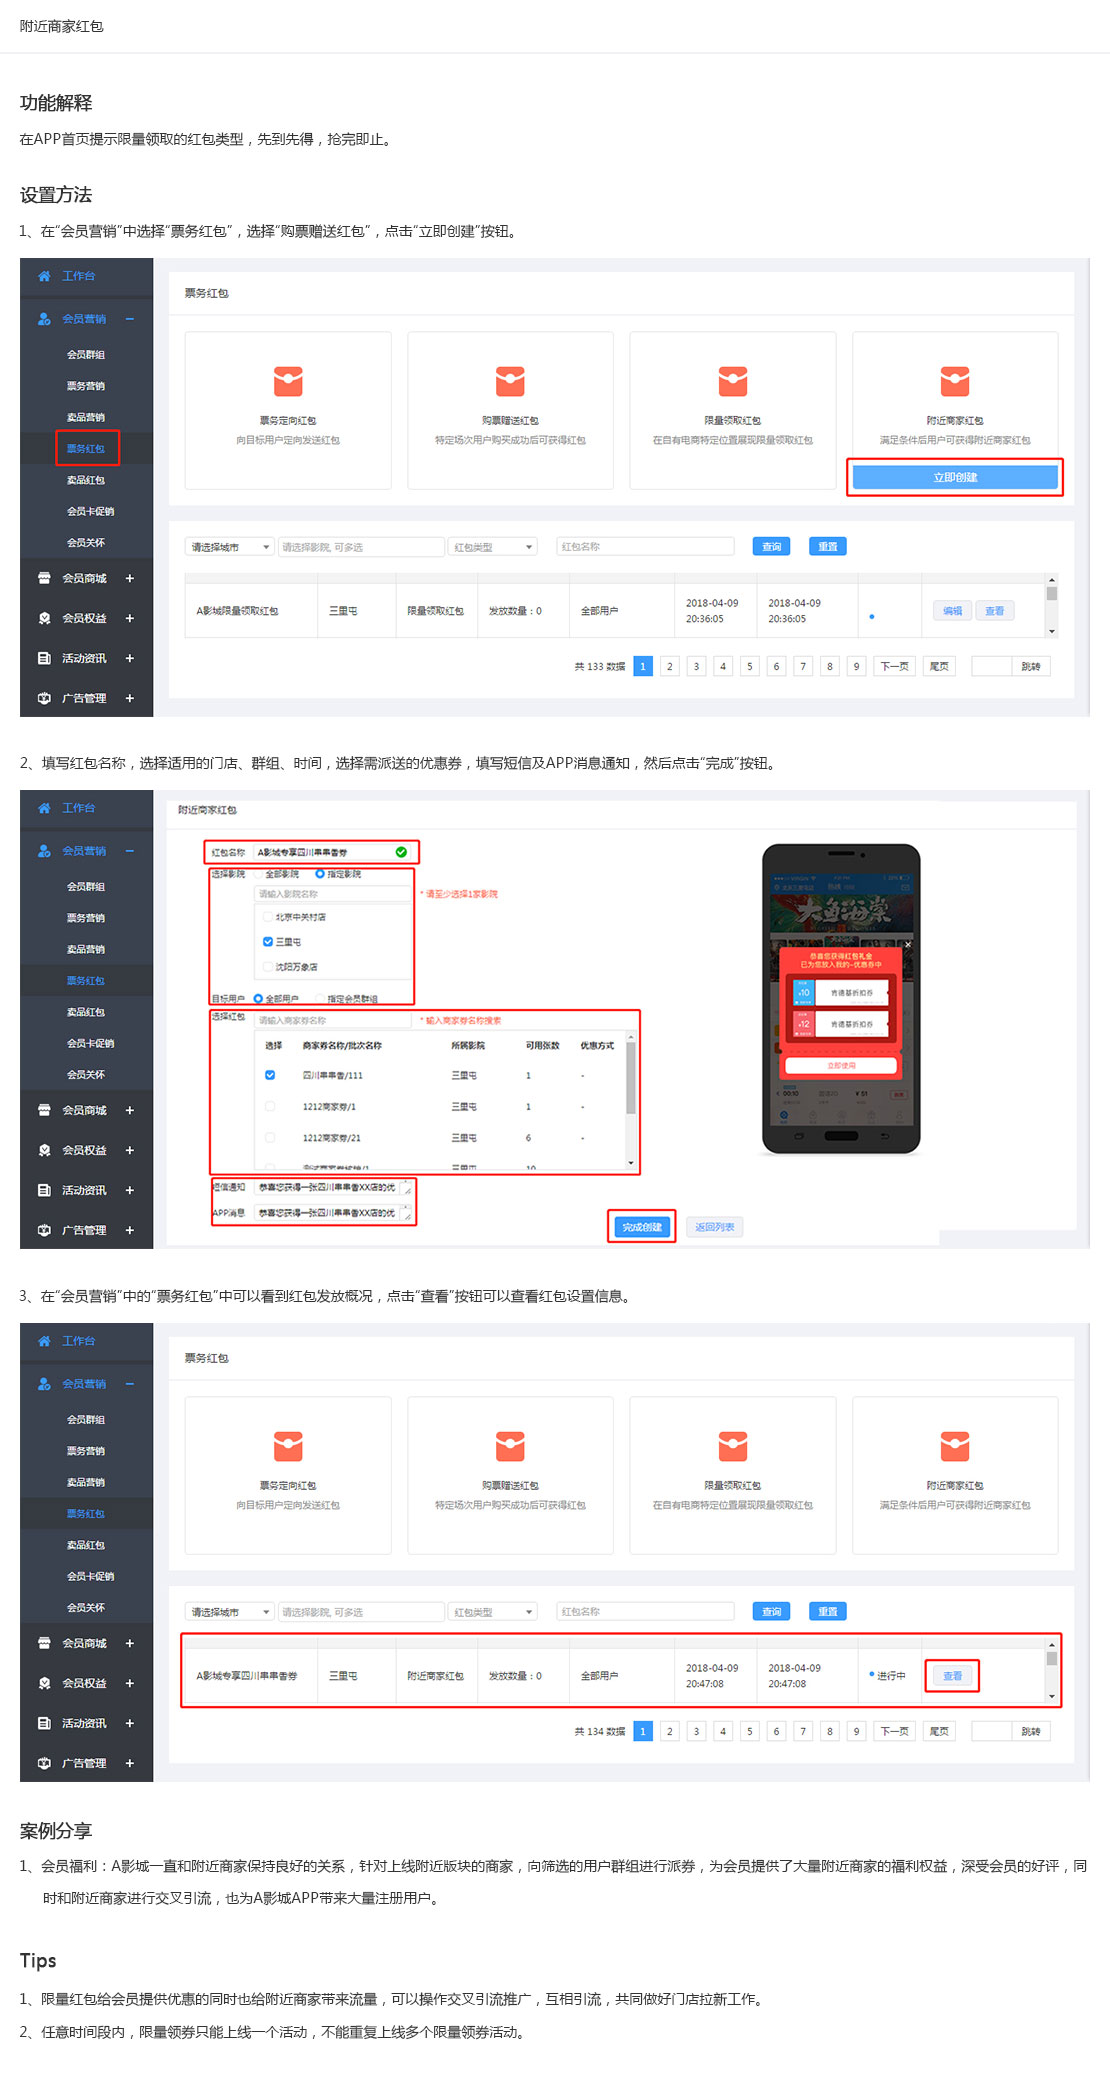 附近商家红包
功能解释
在APP首页提示限量领取的红包类型，先到先得，抢完即止。
设置方法
1、在“会员营销”中选择“票务红包”，选择“购票赠送红包”，点击“立即创建”按钮。
工作台
会员营销
会员群组
票务营销
卖品营销
票务红包
卖品红包
会员卡促销
会员关怀
会员商城
会员权益
活动资讯
广告管理
票务红包
票务定向红包 购票赠送红包 限量领取红包 附近商家红包
向目标用户定向发送红包 特定场次用户购买成功后可获得红包 在自有电商特定位置展现限量领取红包 满足条件后用户可获得附近商家红包
立即创建
请选择城市 请选择影院, 可多选 红包类型 红包名称 查询 重置
A影城限量领取红包 三里屯 限量领取红包 发放数量：0 全部用户 2018-04-09 20:36:05 2018-04-09 20:36:05 编辑 查看
共 133 数据 1 2 3 4 5 6 7 8 9 下一页 尾页 跳转
2、填写红包名称，选择适用的门店、群组、时间，选择需派送的优惠券，填写短信及APP消息通知，然后点击“完成”按钮。
工作台
会员营销
会员群组
票务营销
卖品营销
票务红包
卖品红包
会员卡促销
会员关怀
会员商城
会员权益
活动资讯
广告管理
附近商家红包
红包名称 A影城专享四川串串香券
选择影院 全部影院 指定影院
请输入影院名称 * 请至少选择1家影院
北京中关村店
三里屯
沈阳万象店
目标用户 全部用户 指定会员群组
选择红包 请输入商家券名称 * 输入商家券名称搜索
选择 商家券名称/批次名称 所属影院 可用张数 优惠方式
四川串串香/111 三里屯 1 -
1212商家券/1 三里屯 1 -
1212商家券/21 三里屯 6 -
三里屯 10
短信通知 恭喜您获得一张四川串串香XX店的优
APP消息 恭喜您获得一张四川串串香XX店的优
完成创建 返回列表
大鱼海棠
恭喜您获得红包礼金
已为您放入我的-优惠券中
10 肯德基折扣券
12 肯德基折扣券
立即使用
3、在“会员营销”中的“票务红包”中可以看到红包发放概况，点击“查看”按钮可以查看红包设置信息。
工作台
会员营销
会员群组
票务营销
卖品营销
票务红包
卖品红包
会员卡促销
会员关怀
会员商城
会员权益
活动资讯
广告管理
票务红包
票务定向红包 购票赠送红包 限量领取红包 附近商家红包
向目标用户定向发送红包 特定场次用户购买成功后可获得红包 在自有电商特定位置展现限量领取红包 满足条件后用户可获得附近商家红包
请选择城市 请选择影院, 可多选 红包类型 红包名称 查询 重置
A影城专享四川串串香券 三里屯 附近商家红包 发放数量：0 全部用户 2018-04-09 20:47:08 2018-04-09 20:47:08 进行中 查看
共 134 数据 1 2 3 4 5 6 7 8 9 下一页 尾页 跳转
案例分享
1、会员福利：A影城一直和附近商家保持良好的关系，针对上线附近版块的商家，向筛选的用户群组进行派券，为会员提供了大量附近商家的福利权益，深受会员的好评，同
时和附近商家进行交叉引流，也为A影城APP带来大量注册用户。
Tips
1、限量红包给会员提供优惠的同时也给附近商家带来流量，可以操作交叉引流推广，互相引流，共同做好门店拉新工作。
2、任意时间段内，限量领券只能上线一个活动，不能重复上线多个限量领券活动。